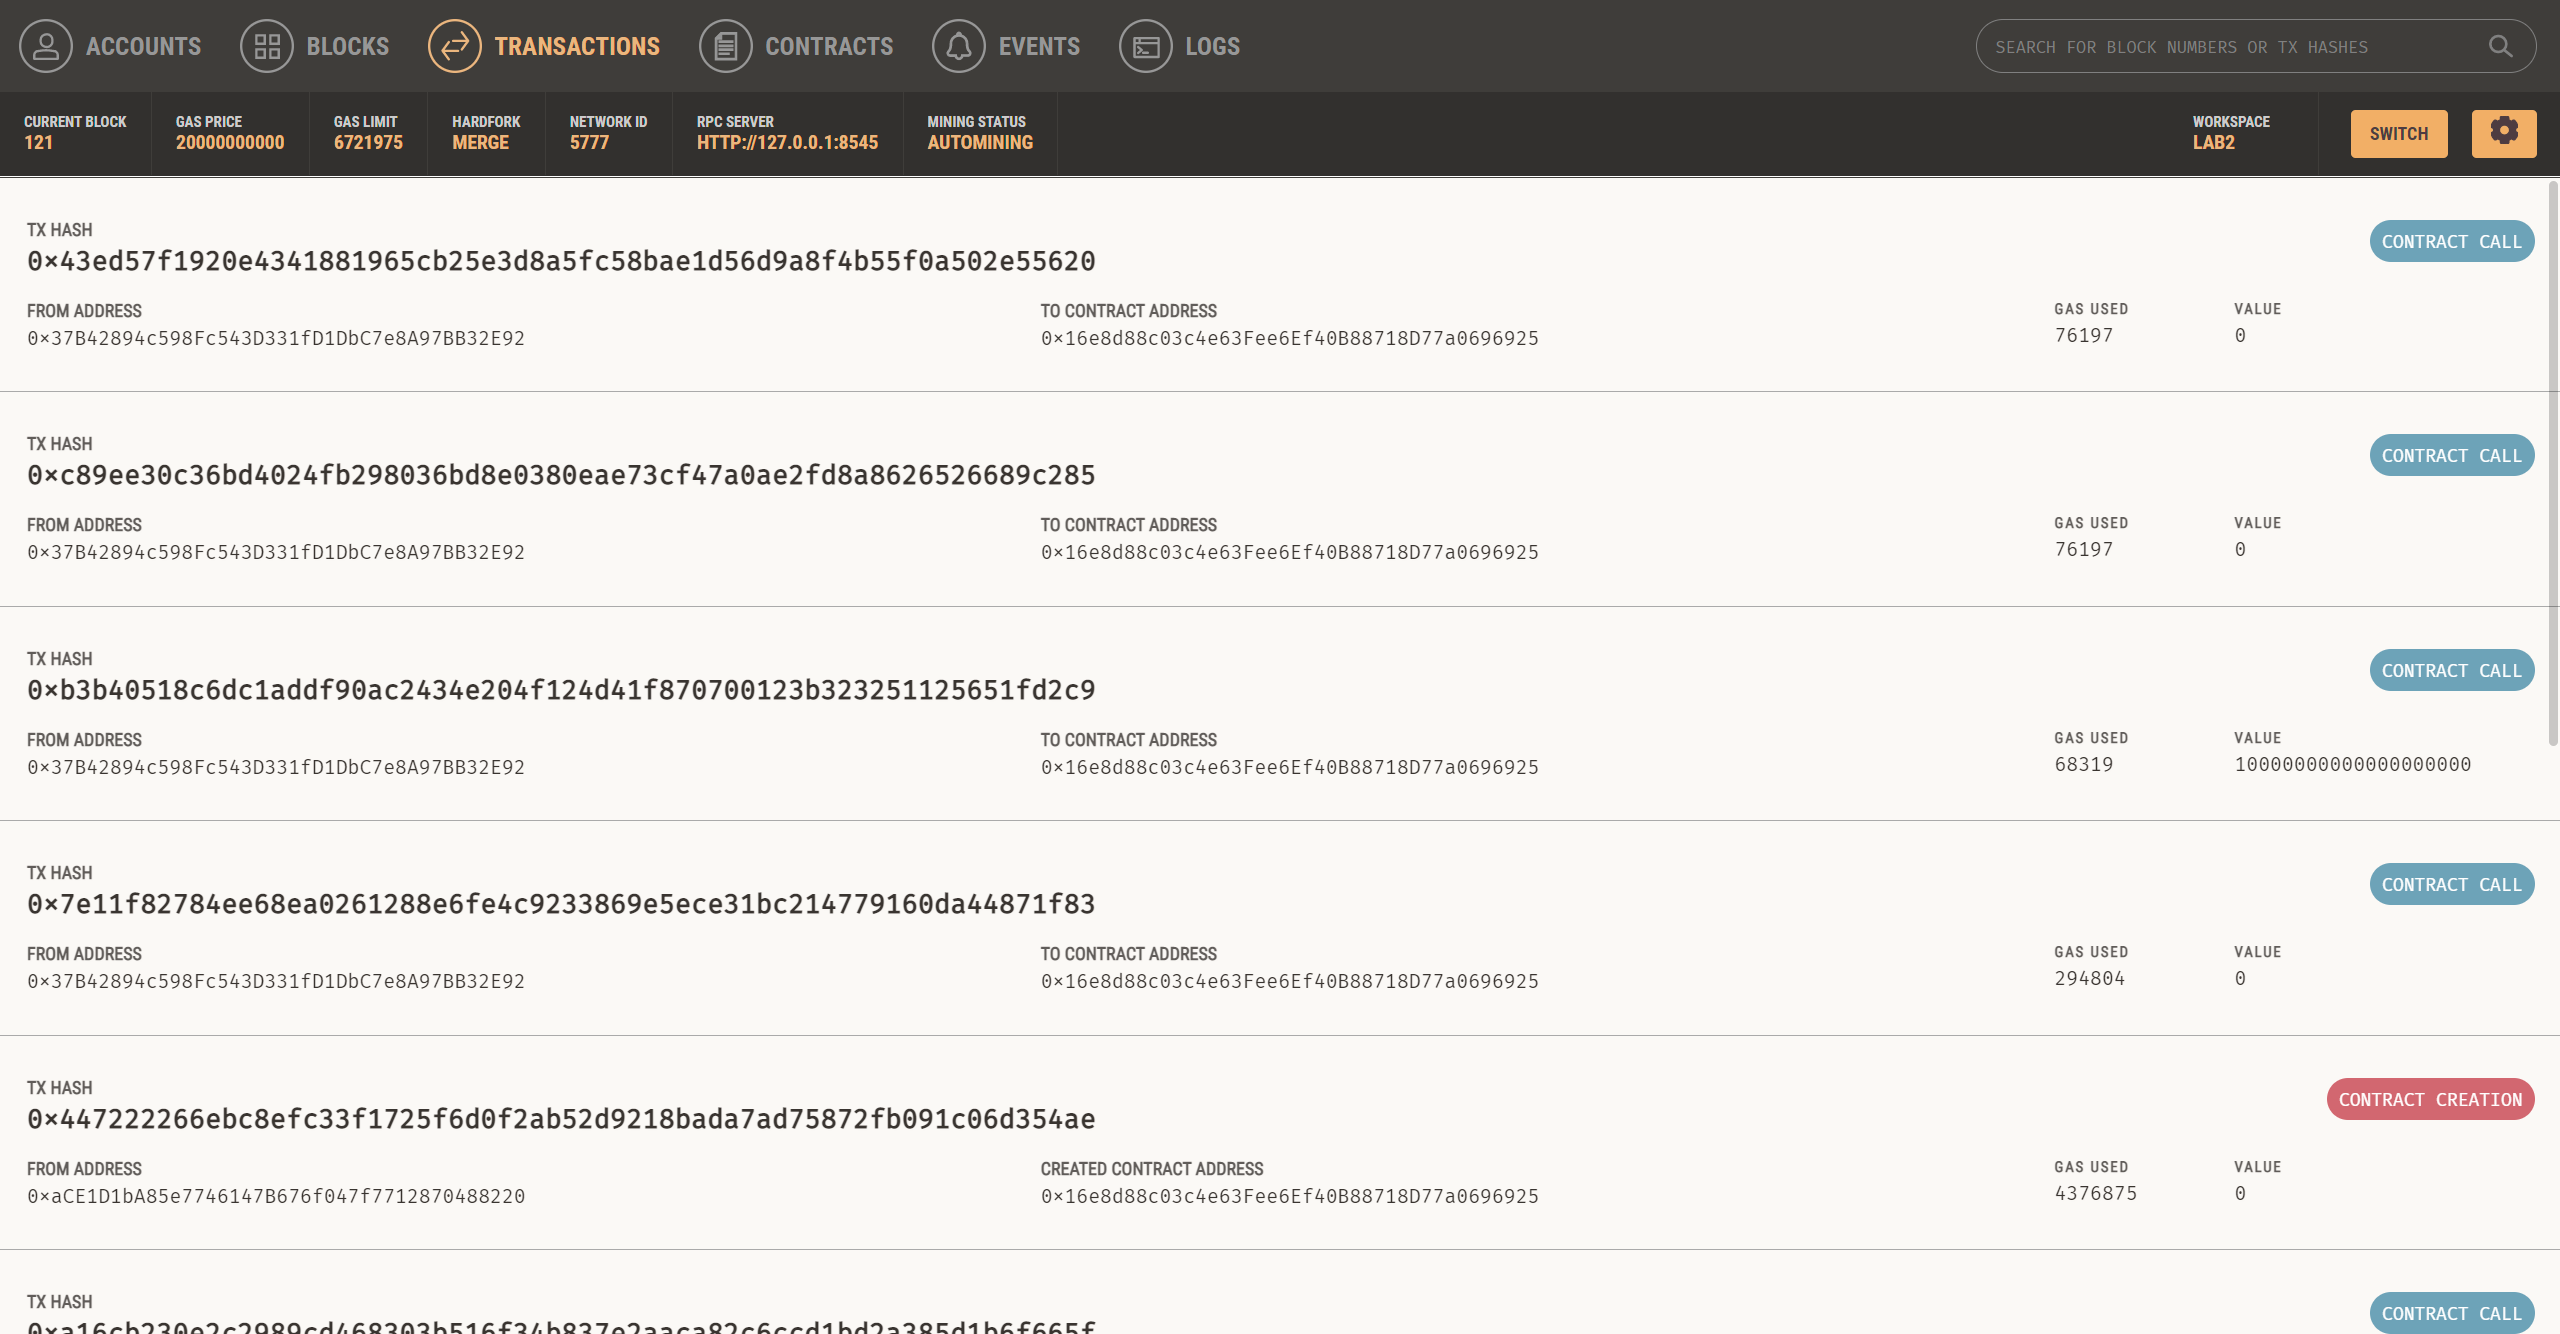 ACCOUNTS BLOCKS TRANSACTIONS CONTRACTS EVENTS LOGS SEARCH FOR BLOCK NUMBERS OR TX HASHES
CURRENT BLOCK GAS PRICE GAS LIMIT HARDFORK NETWORK ID RPC SERVER MINING STATUS WORKSPACE
121 20000000000 6721975 MERGE 5777 HTTP://127.0.0.1:8545 AUTOMINING LAB2 SWITCH
TX HASH
0×43ed57f1920e4341881965cb25e3d8a5fc58bae1d56d9a8f4b55f0a502e55620 CONTRACT CALL
FROM ADDRESS TO CONTRACT ADDRESS GAS USED VALUE
0×37B42894c598Fc543D331fD1DbC7e8A97BB32E92 0×16e8d88c03c4e63Fee6Ef40B88718D77a0696925 76197 0
TX HASH
0×c89ee30c36bd4024fb298036bd8e0380eae73cf47a0ae2fd8a8626526689c285 CONTRACT CALL
FROM ADDRESS TO CONTRACT ADDRESS GAS USED VALUE
0×37B42894c598Fc543D331fD1DbC7e8A97BB32E92 0×16e8d88c03c4e63Fee6Ef40B88718D77a0696925 76197 0
TX HASH
0×b3b40518c6dc1addf90ac2434e204f124d41f870700123b323251125651fd2c9 CONTRACT CALL
FROM ADDRESS TO CONTRACT ADDRESS GAS USED VALUE
0×37B42894c598Fc543D331fD1DbC7e8A97BB32E92 0×16e8d88c03c4e63Fee6Ef40B88718D77a0696925 68319 10000000000000000000
TX HASH
0×7e11f82784ee68ea0261288e6fe4c9233869e5ece31bc214779160da44871f83 CONTRACT CALL
FROM ADDRESS TO CONTRACT ADDRESS GAS USED VALUE
0×37B42894c598Fc543D331fD1DbC7e8A97BB32E92 0×16e8d88c03c4e63Fee6Ef40B88718D77a0696925 294804 0
TX HASH
0×447222266ebc8efc33f1725f6d0f2ab52d9218bada7ad75872fb091c06d354ae CONTRACT CREATION
FROM ADDRESS CREATED CONTRACT ADDRESS GAS USED VALUE
0×aCE1D1bA85e7746147B676f047f7712870488220 0×16e8d88c03c4e63Fee6Ef40B88718D77a0696925 4376875 0
TX HASH
CONTRACT CALL